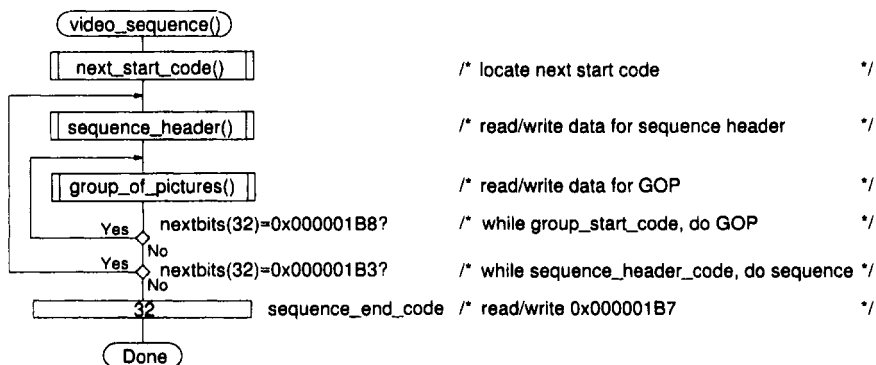 video_sequence()
next_start_code() /* locate next start code */
sequence_header() /* read/write data for sequence header */
group_of_pictures() /* read/write data for GOP */
Yes nextbits(32)=0x000001B8? /* while group_start_code, do GOP */
No
Yes nextbits(32)=0x000001B3? /* while sequence_header_code, do sequence */
No
32 sequence_end_code /* read/write 0x000001B7 */
Done